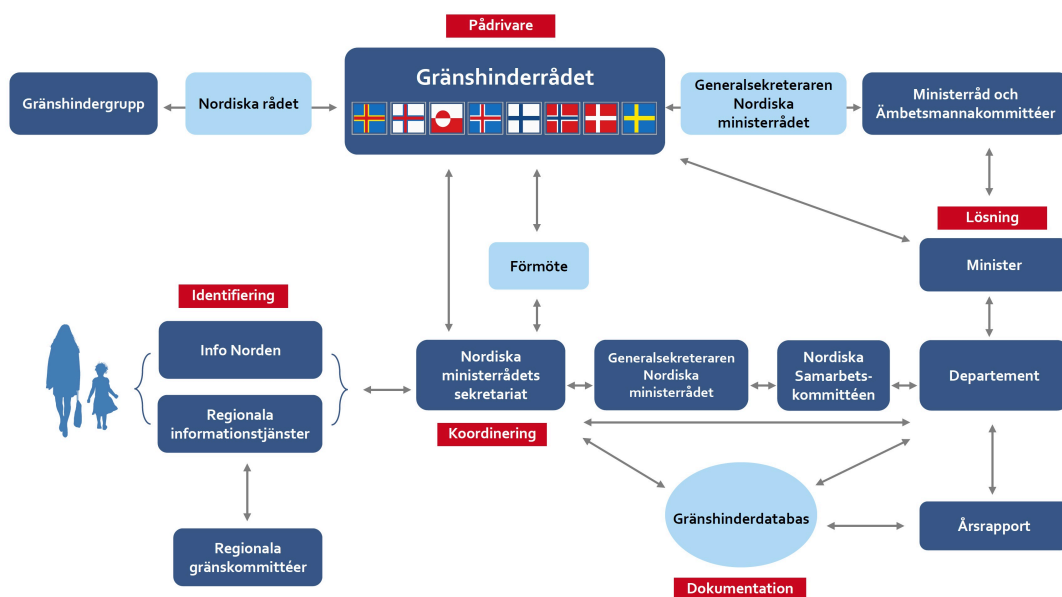 Pådrivare
Gränshinderrådet
Gränshindergrupp
Nordiska rådet
Generalsekreteraren
Nordiska
ministerrådet
Ministerråd och
Ämbetsmannakommittéer
Lösning
Förmöte
Minister
Identifiering
Info Norden
Regionala
informationstjänster
Nordiska
ministerrådets
sekretariat
Generalsekreteraren
Nordiska
ministerrådet
Nordiska
Samarbets-
kommittéen
Departement
Koordinering
Gränshinderdatabas
Årsrapport
Regionala
gränskommittéer
Dokumentation